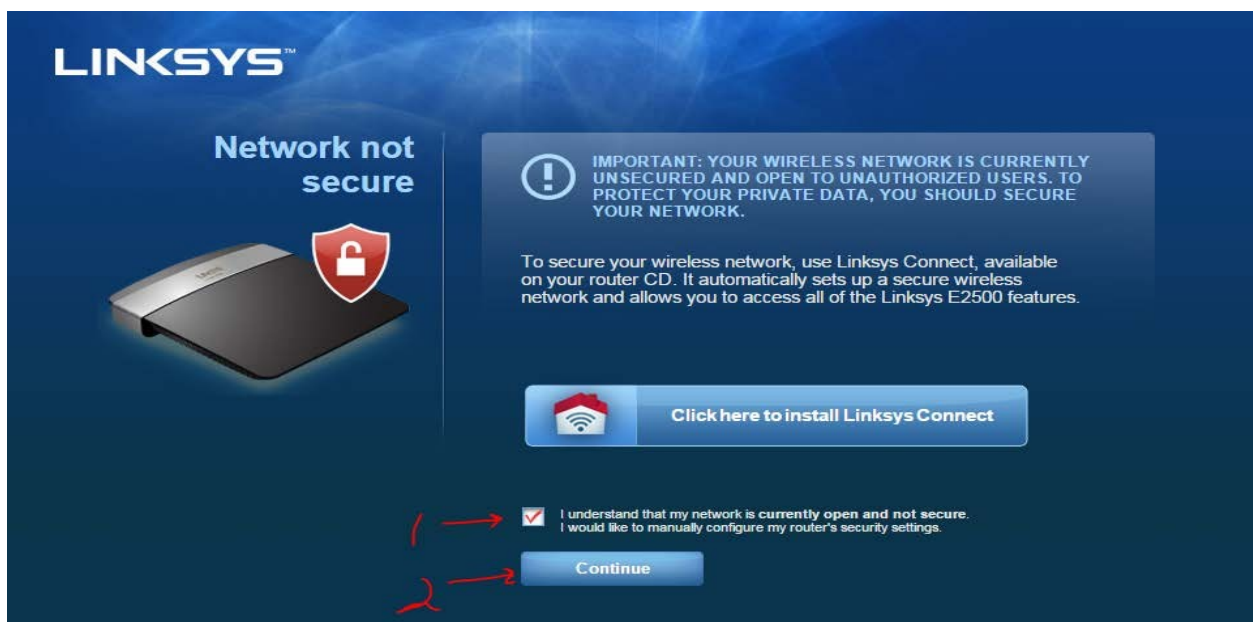 LINKSYS™
Network not
secure
IMPORTANT: YOUR WIRELESS NETWORK IS CURRENTLY
UNSECURED AND OPEN TO UNAUTHORIZED USERS. TO
PROTECT YOUR PRIVATE DATA, YOU SHOULD SECURE
YOUR NETWORK.
To secure your wireless network, use Linksys Connect, available
on your router CD. It automatically sets up a secure wireless
network and allows you to access all of the Linksys E2500 features.
Click here to install Linksys Connect
1
I understand that my network is currently open and not secure.
I would like to manually configure my router's security settings.
2
Continue